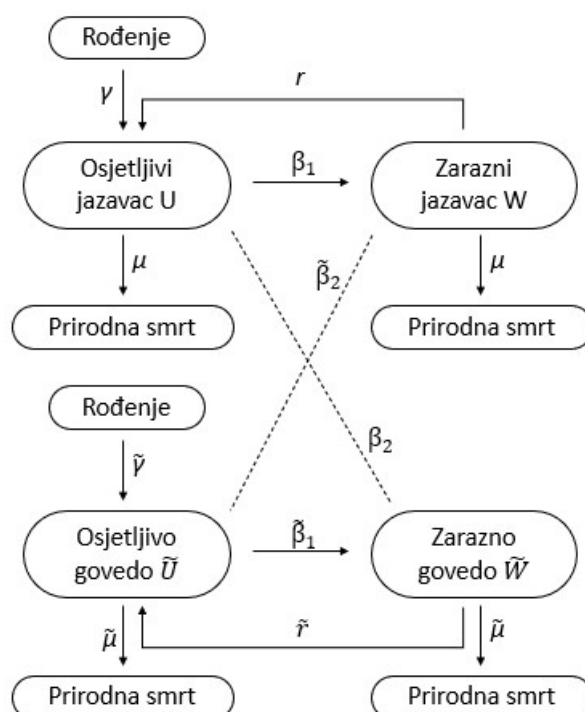 Rođenje
γ
r
Osjetljivi
jazavac U
β₁
Zarazni
jazavac W
μ
β̃₂
μ
Prirodna smrt
Prirodna smrt
Rođenje
γ̃
β₂
Osjetljivo
govedo Ũ
β̃₁
Zarazno
govedo W̃
μ̃
r̃
μ̃
Prirodna smrt
Prirodna smrt